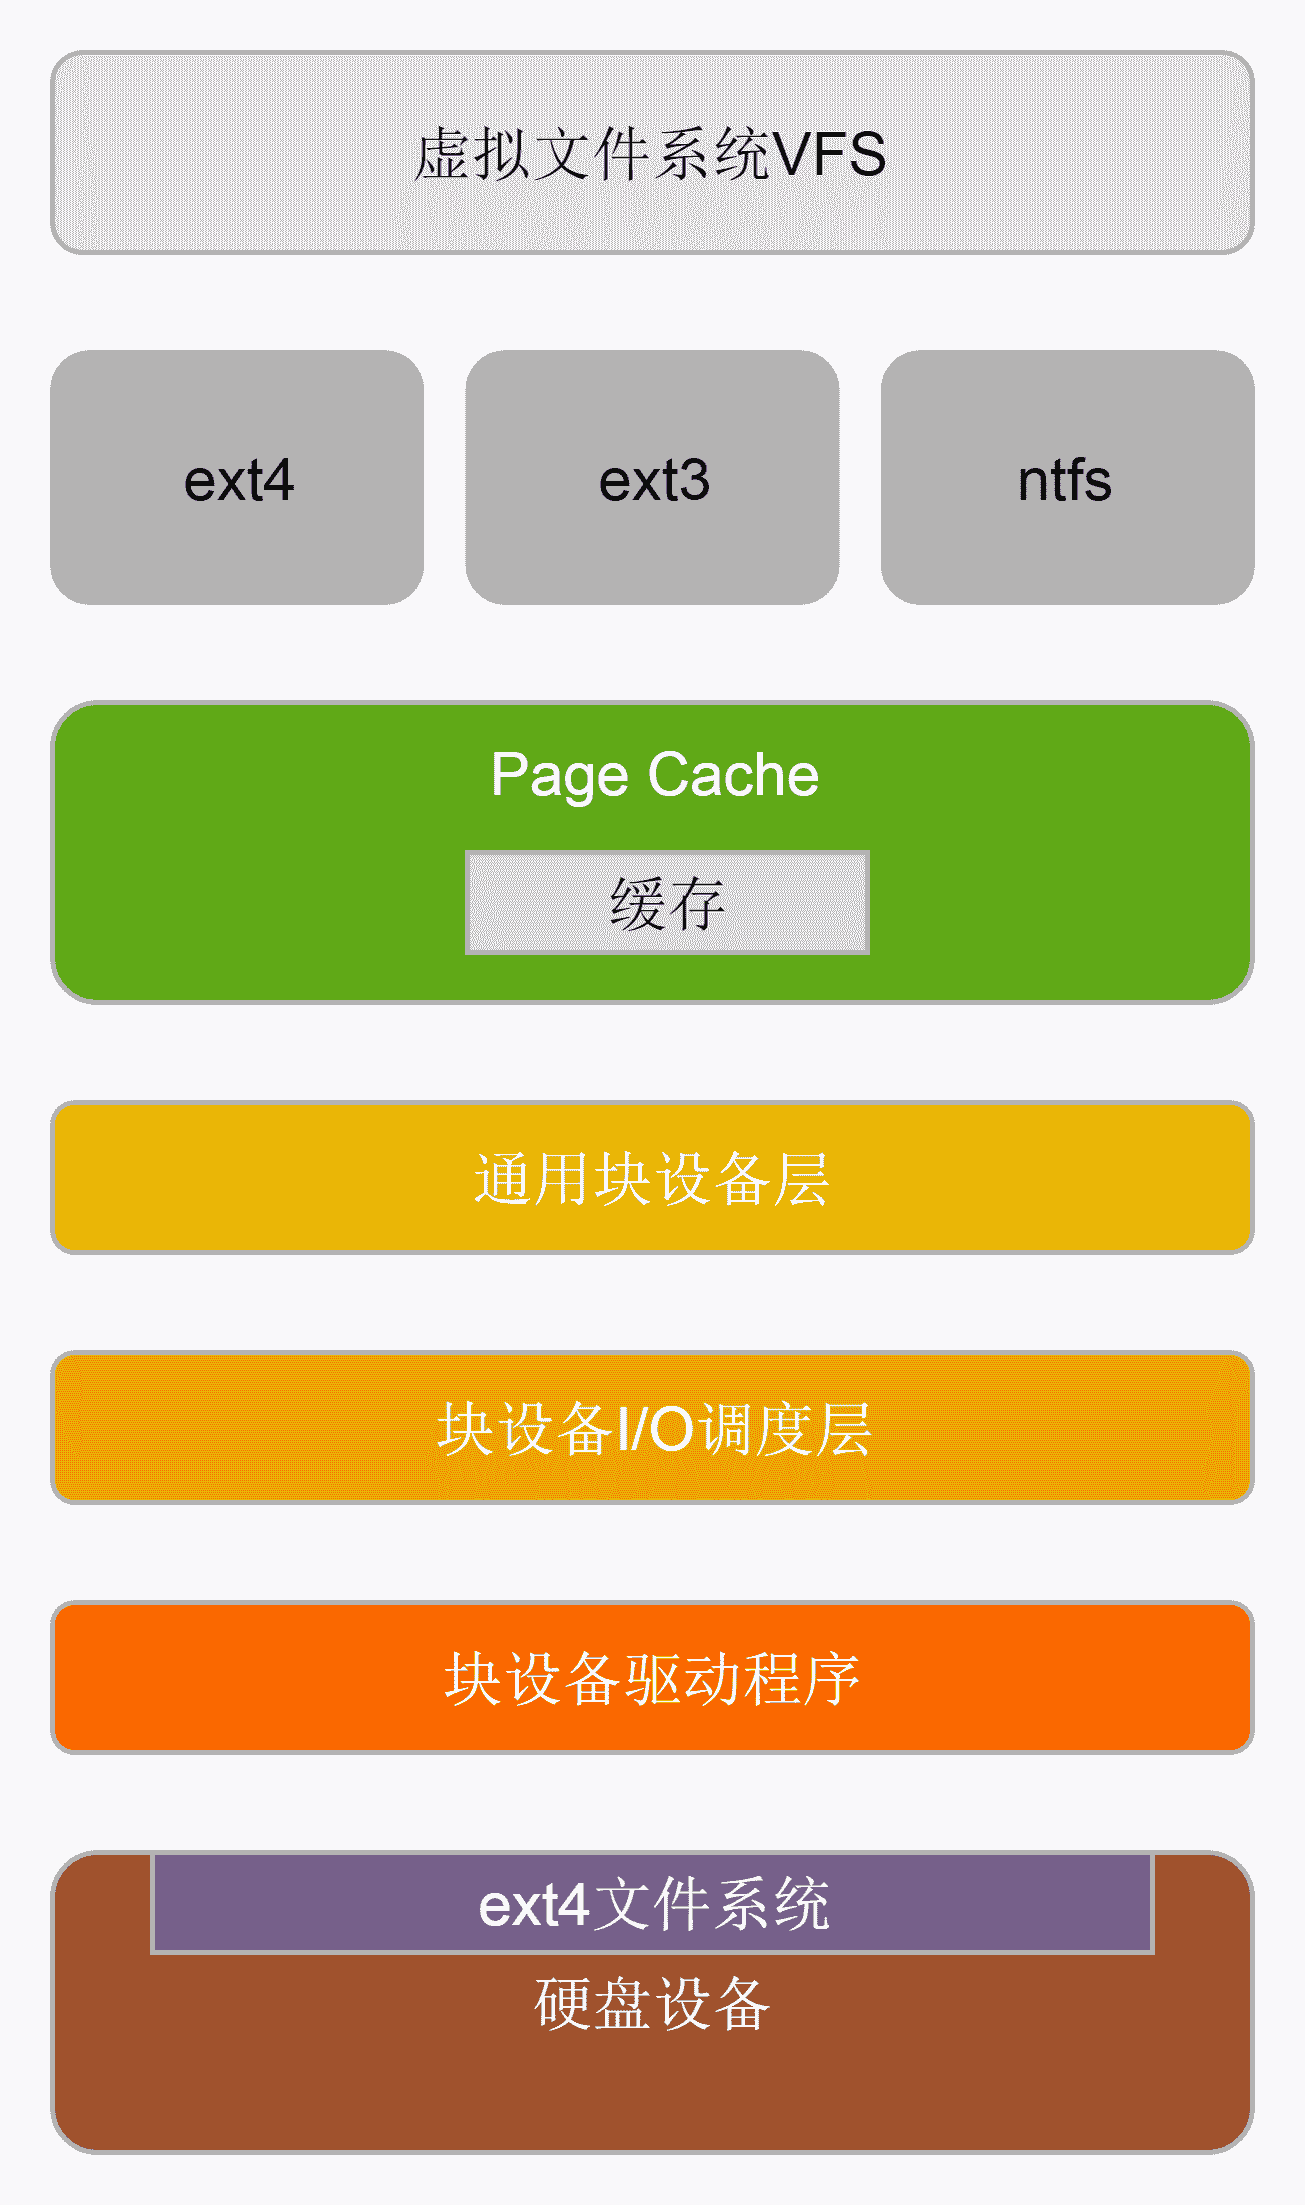 虚拟文件系统VFS
ext4
ext3
ntfs
Page Cache
缓存
通用块设备层
块设备I/O调度层
块设备驱动程序
ext4文件系统
硬盘设备